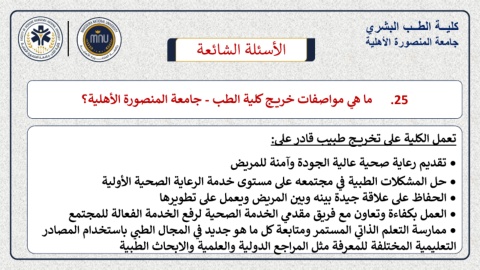 كلية الطب البشري
جامعة المنصورة الأهلية
MNU
الأسئلة الشائعة
25. ما هي مواصفات خريج كلية الطب - جامعة المنصورة الأهلية؟
تعمل الكلية على تخريج طبيب قادر على:
• تقديم رعاية صحية عالية الجودة وآمنة للمريض
• حل المشكلات الطبية في مجتمعه على مستوى خدمة الرعاية الصحية الأولية
• الحفاظ على علاقة جيدة بينه وبين المريض ويعمل على تطويرها
• العمل بكفاءة وتعاون مع فريق مقدمي الخدمة الصحية لرفع الخدمة الفعالة للمجتمع
• ممارسة التعلم الذاتي المستمر ومتابعة كل ما هو جديد في المجال الطبي باستخدام المصادر
التعليمية المختلفة للمعرفة مثل المراجع الدولية والعلمية والابحاث الطبية